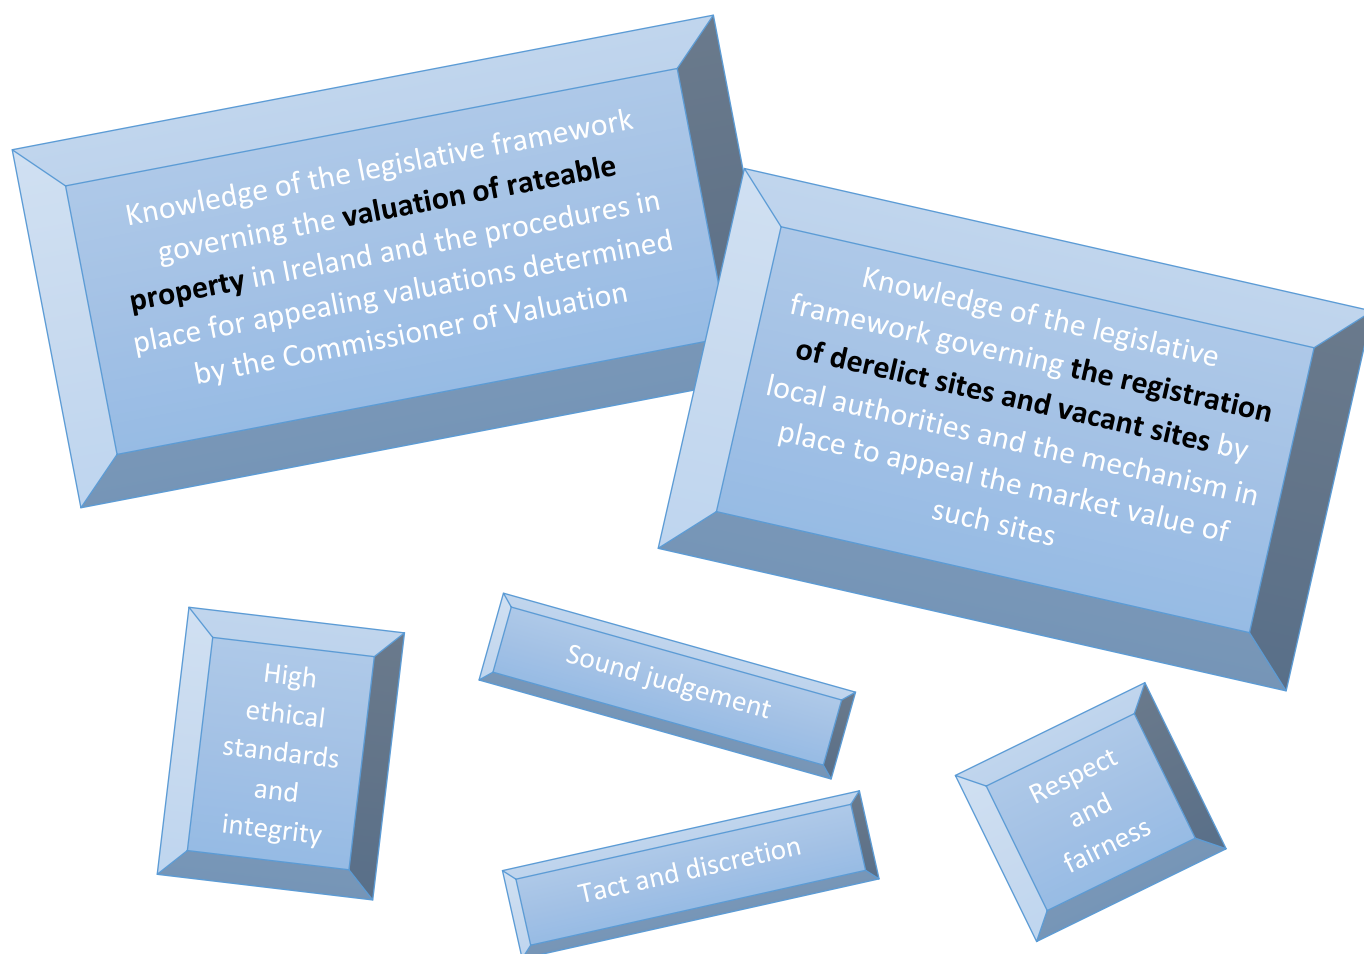 Knowledge of the legislative framework
governing the valuation of rateable
property in Ireland and the procedures in
place for appealing valuations determined
by the Commissioner of Valuation
Knowledge of the legislative
framework governing the registration
of derelict sites and vacant sites by
local authorities and the mechanism in
place to appeal the market value of
such sites
High
ethical
standards
and
integrity
Sound judgement
Tact and discretion
Respect
and
fairness